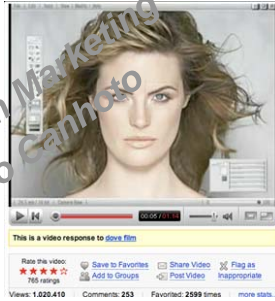 Marketing
Canhoto
00:05 / 01:14
This is a video response to dove film
Rate this video:
765 ratings
Save to Favorites
Add to Groups
Share Video
Post Video
Flag as
Inappropriate
Views: 1,020,410 Comments: 253 Favorited: 2599 times more stats